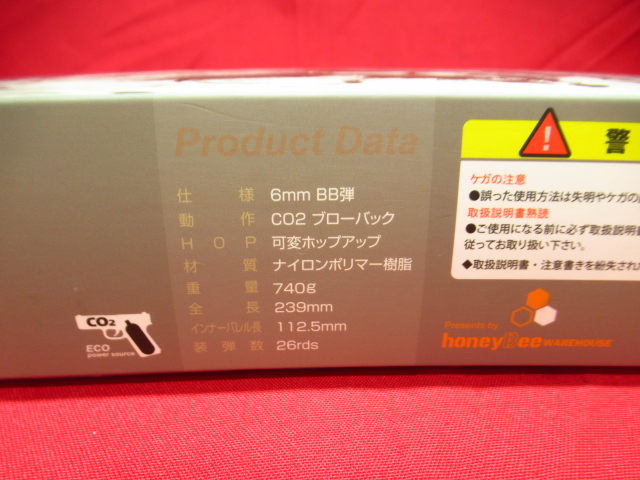 Product Data
仕様 6mm BB弾
動作 CO2 ブローバック
HOP 可変ホップアップ
材質 ナイロンポリマー樹脂
重量 740g
全長 239mm
インナーバレル長 112.5mm
装弾数 26rds
CO2
ECO
power source
警
ケガの注意
●誤った使用方法は失明やケガの
取扱説明書熟読
●ご使用になる前に必ず取扱説明書
従ってお取り扱い下さい。
◆取扱説明書・注意書きを紛失された
Presents by
honeyBee WAREHOUSE